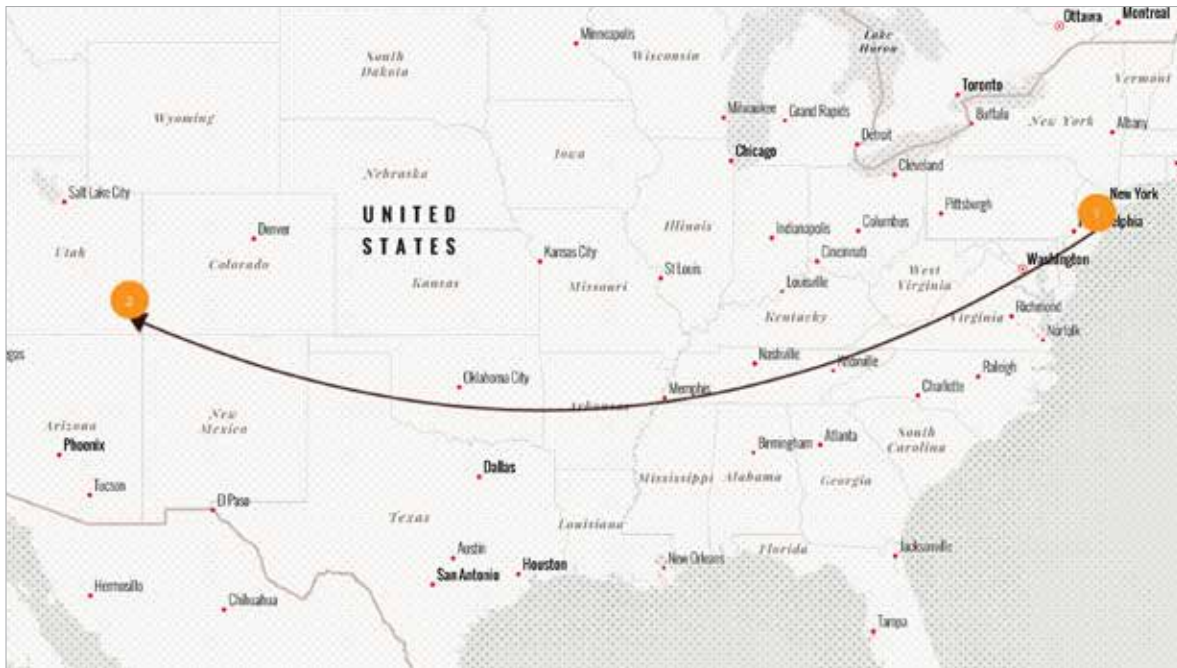 Ottawa
Montreal
Minneapolis
Wisconsin
Lake
Huron
South
Dakota
Vermont
Toronto
Wyoming
Milwaukee
Grand Rapids
Buffalo
New York
Albany
Detroit
Chicago
Iowa
Cleveland
Nebraska
Salt Lake City
New York
UNITED
STATES
Pittsburgh
1
elphia
Illinois
Indianapolis
Columbus
Denver
Utah
Colorado
Kansas City
Cincinnati
Washington
St Louis
West
Virginia
Kansas
Missouri
Louisville
2
Kentucky
Richmond
Virginia
Norfolk
gas
Nashville
Knoxville
Raleigh
Oklahoma City
Memphis
Charlotte
Arkansas
New
Mexico
Arizona
Phoenix
South
Carolina
Birmingham
Atlanta
Dallas
Mississippi
Alabama
Georgia
Tucson
El Paso
Texas
Louisiana
Austin
Florida
Jacksonville
New Orleans
Houston
San Antonio
Hermosillo
Chihuahua
Tampa